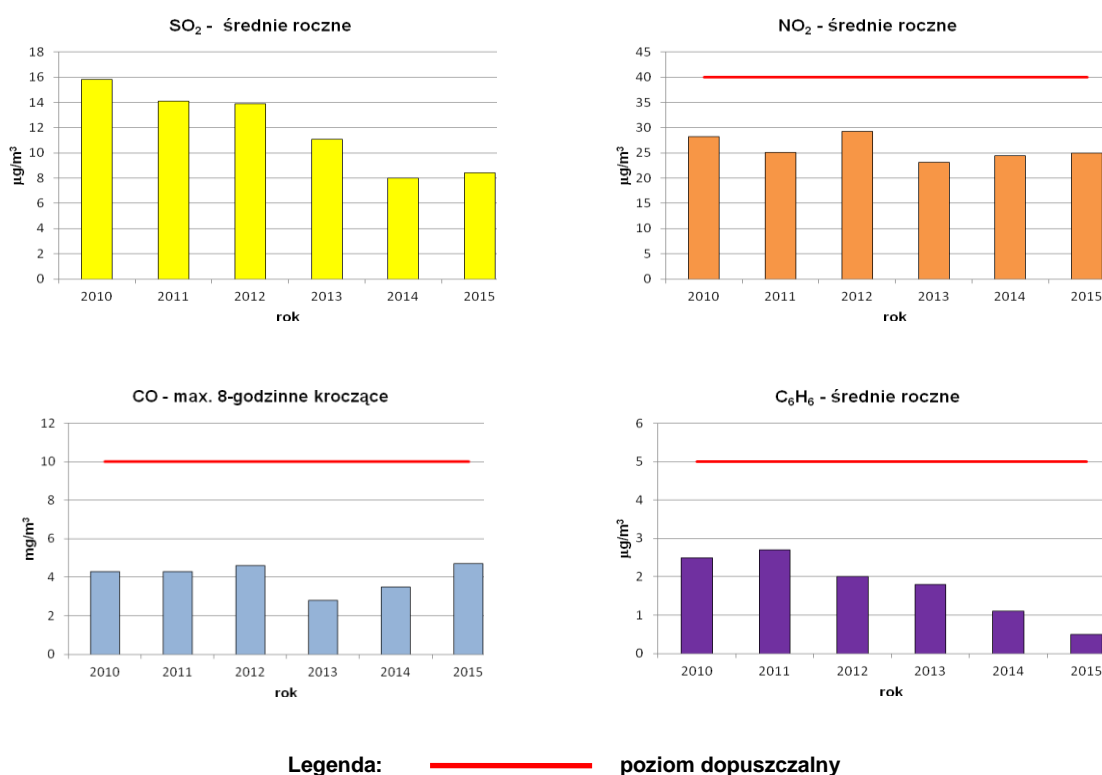 SO₂ - średnie roczne
18
16
14
12
10
8
6
4
2
0
µg/m³
2010 2011 2012 2013 2014 2015
rok
NO₂ - średnie roczne
45
40
35
30
25
20
15
10
5
0
µg/m³
2010 2011 2012 2013 2014 2015
rok
CO - max. 8-godzinne kroczące
12
10
8
6
4
2
0
mg/m³
2010 2011 2012 2013 2014 2015
rok
C₆H₆ - średnie roczne
6
5
4
3
2
1
0
µg/m³
2010 2011 2012 2013 2014 2015
rok
Legenda: poziom dopuszczalny